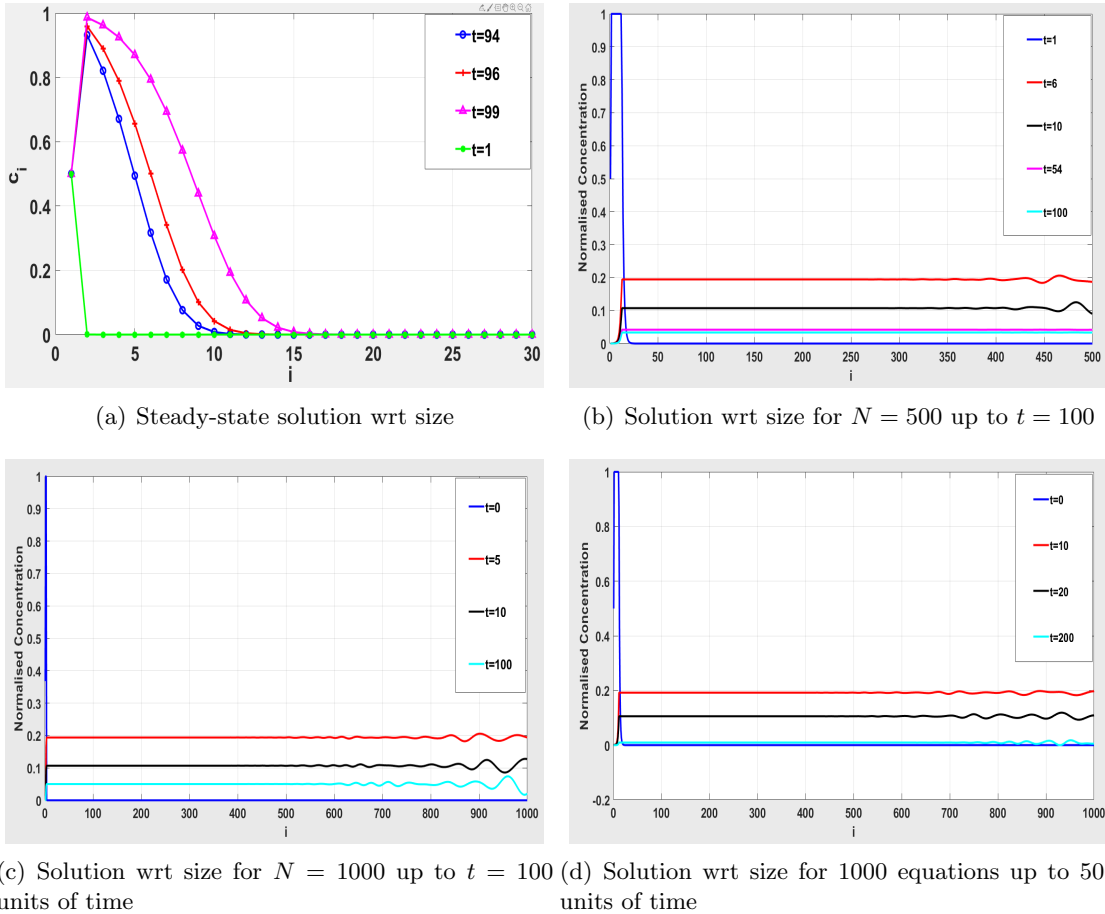 1
0.8
0.6
0.4
0.2
0
c_i
0 5 10 15 20 25 30
i
t=94
t=96
t=99
t=1
(a) Steady-state solution wrt size
1
0.9
0.8
0.7
0.6
0.5
0.4
0.3
0.2
0.1
0
Normalised Concentration
50 100 150 200 250 300 350 400 450 500
i
t=1
t=6
t=10
t=54
t=100
(b) Solution wrt size for N = 500 up to t = 100
1
0.9
0.8
0.7
0.6
0.5
0.4
0.3
0.2
0.1
0
Normalised Concentration
0 100 200 300 400 500 600 700 800 900 1000
i
t=0
t=5
t=10
t=100
(c) Solution wrt size for N = 1000 up to t = 100
units of time
1
0.8
0.6
0.4
0.2
0
-0.2
Normalised Concentration
0 100 200 300 400 500 600 700 800 900 1000
i
t=0
t=10
t=20
t=200
(d) Solution wrt size for 1000 equations up to 50
units of time